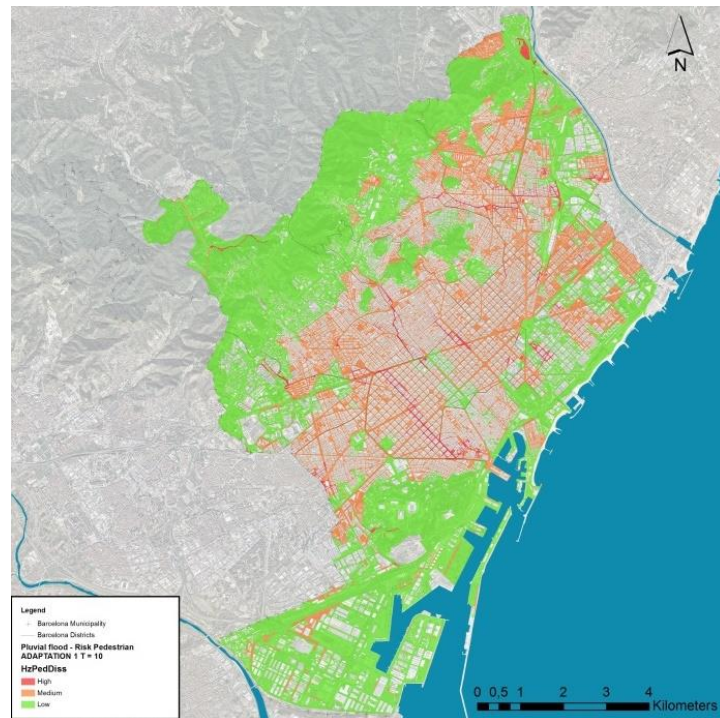 N
Legend
Barcelona Municipality
Barcelona Districts
Pluvial flood - Risk Pedestrian
ADAPTATION 1 T = 10
HzPedDiss
High
Medium
Low
0 0,5 1 2 3 4
Kilometers